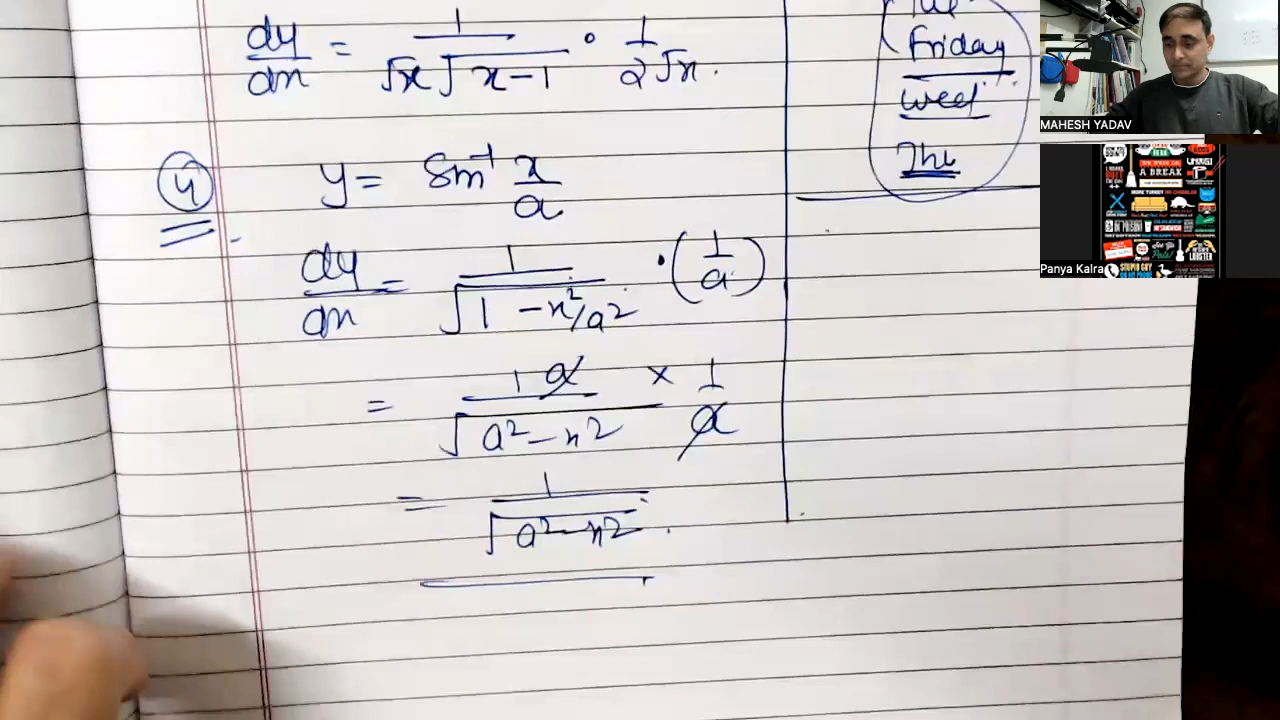 dy/dx = 1/(√x √(x-1)) · 1/(2√x).
Friday
week
Thu
MAHESH YADAV
A BREAK
Panya Kalra
④ y = Sin⁻¹ x/a
dy/dx = 1/√(1 - x²/a²) · (1/a)
= 1 a/√(a² - x²) × 1/a
= 1/√(a² - x²).